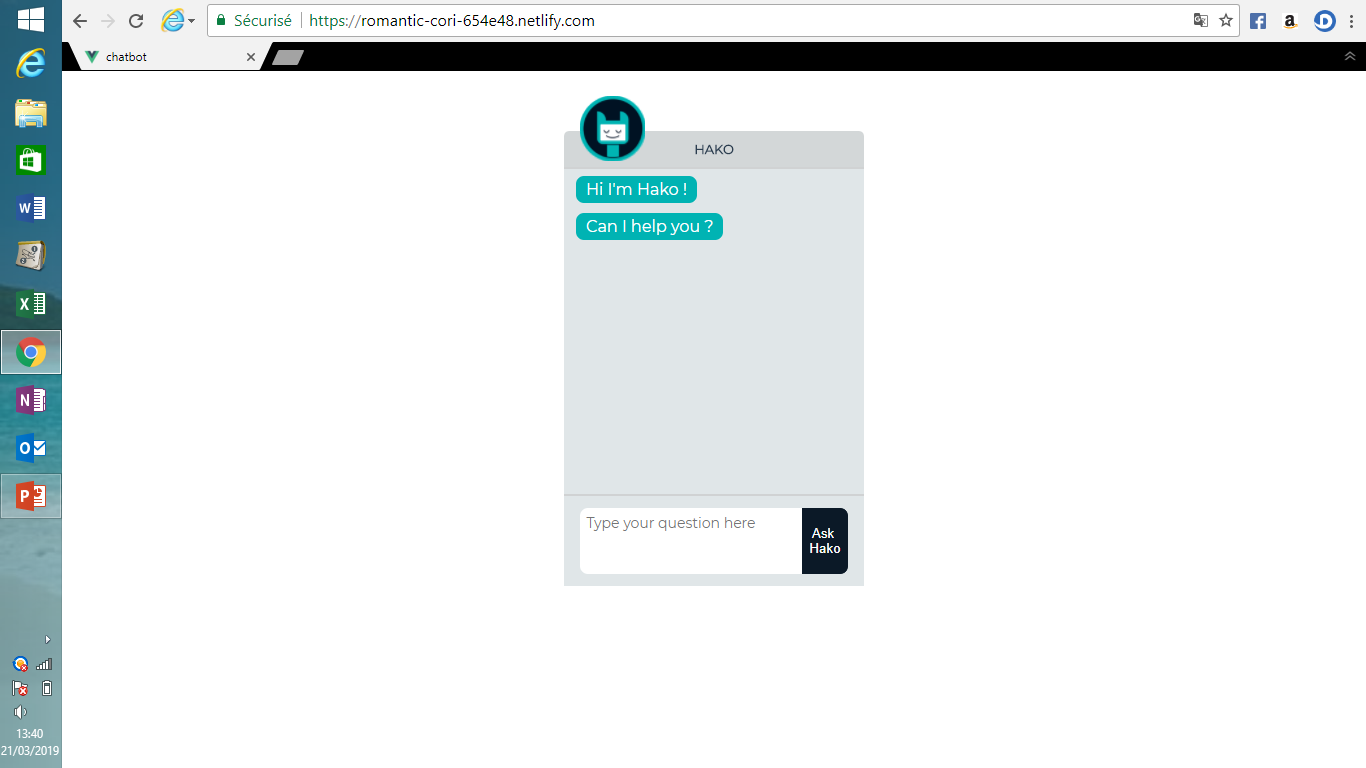 Sécurisé https://romantic-cori-654e48.netlify.com
chatbot
HAKO
Hi I'm Hako !
Can I help you ?
Type your question here
Ask
Hako
13:40
21/03/2019